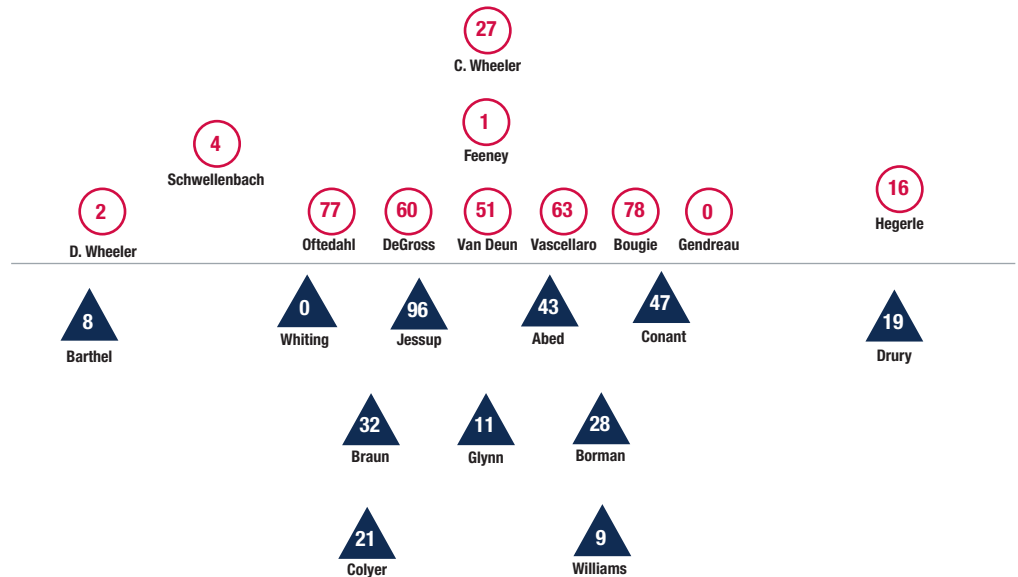 27
C. Wheeler
1
Feeney
4
Schwellenbach
16
Hegerle
2
D. Wheeler
77
Oftedahl
60
DeGross
51
Van Deun
63
Vascellaro
78
Bougie
0
Gendreau
8
Barthel
0
Whiting
96
Jessup
43
Abed
47
Conant
19
Drury
32
Braun
11
Glynn
28
Borman
21
Colyer
9
Williams